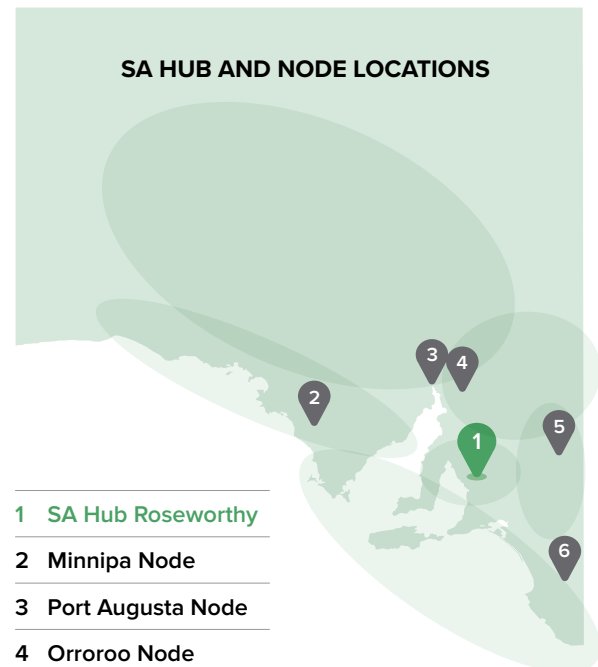 SA HUB AND NODE LOCATIONS
3
4
2
5
1
6
1 SA Hub Roseworthy
2 Minnipa Node
3 Port Augusta Node
4 Orroroo Node